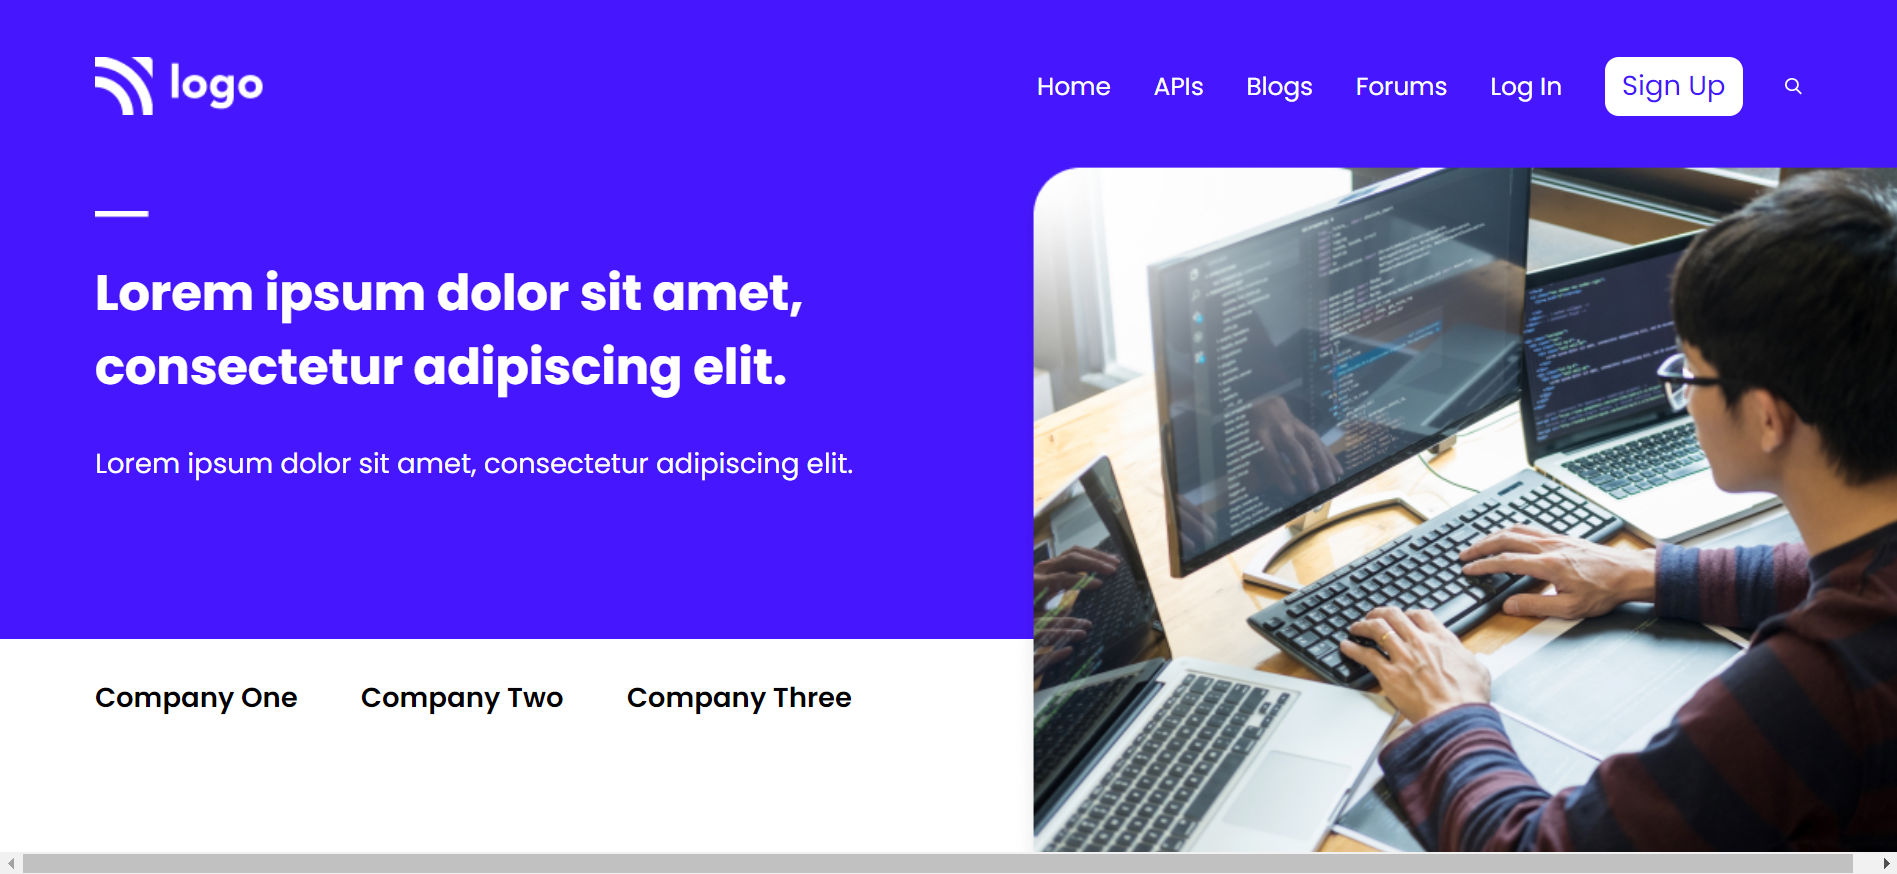 logo
Home APIs Blogs Forums Log In Sign Up
Lorem ipsum dolor sit amet,
consectetur adipiscing elit.
Lorem ipsum dolor sit amet, consectetur adipiscing elit.
Company One Company Two Company Three